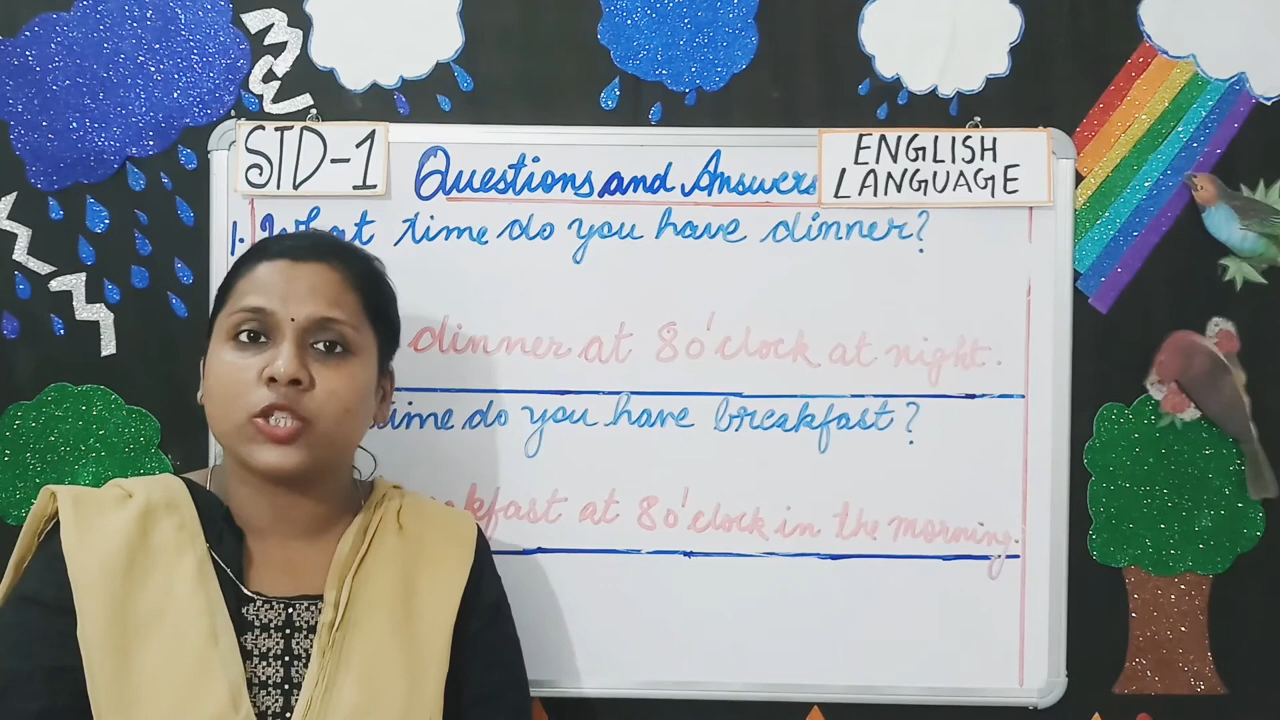 STD-1
Questions and Answers
ENGLISH
LANGUAGE
1. What time do you have dinner?
dinner at 8 o'clock at night.
time do you have breakfast?
at 8 o'clock in the morning.